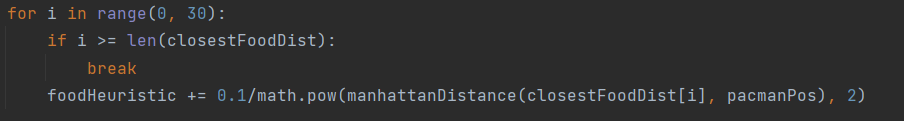 for i in range(0, 30):
    if i >= len(closestFoodDist):
        break
    foodHeuristic += 0.1/math.pow(manhattanDistance(closestFoodDist[i], pacmanPos), 2)